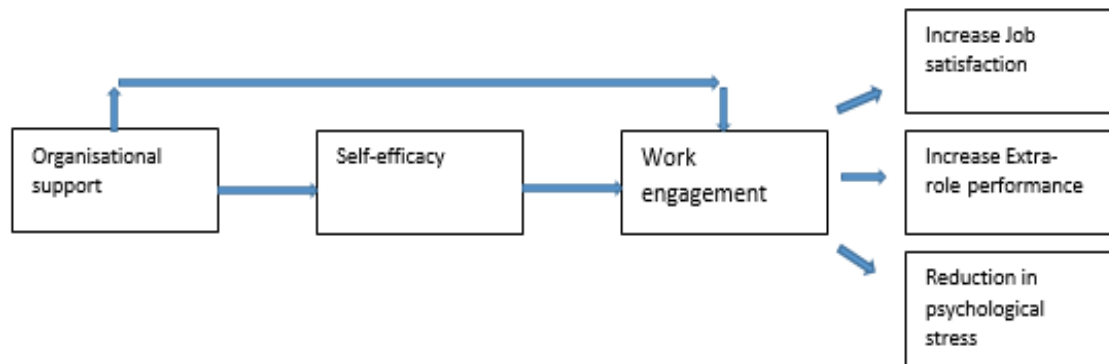 Organisational
support
Self-efficacy
Work
engagement
Increase Job
satisfaction
Increase Extra-
role performance
Reduction in
psychological
stress